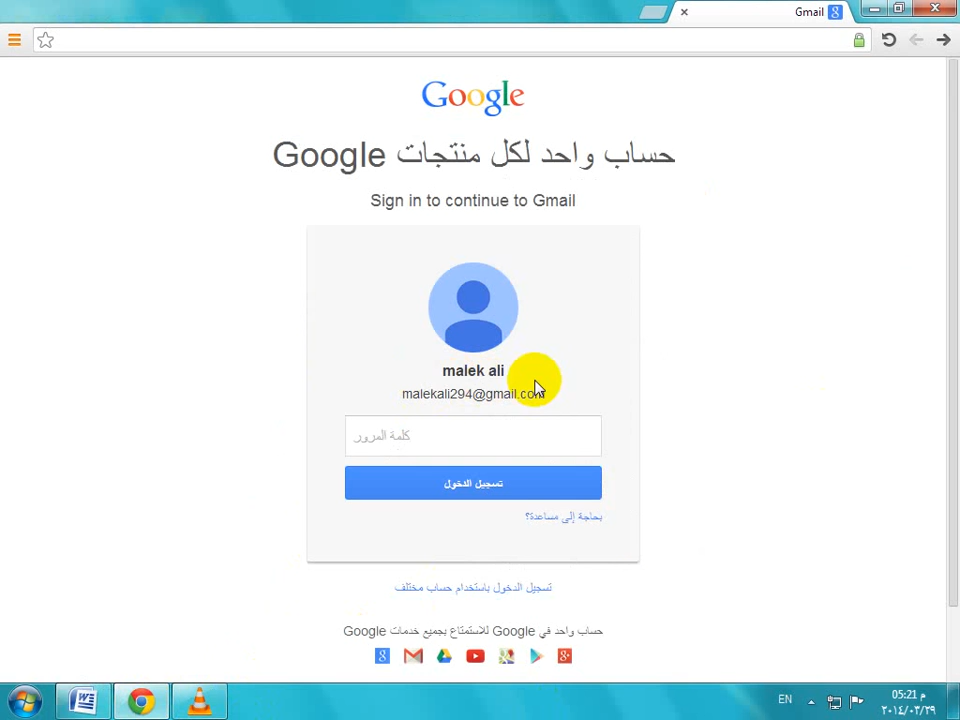 Gmail
Google
حساب واحد لكل منتجات Google
Sign in to continue to Gmail
malek ali
malekali294@gmail.com
كلمة المرور
تسجيل الدخول
بحاجة إلى مساعدة؟
تسجيل الدخول باستخدام حساب مختلف
حساب واحد في Google للاستمتاع بجميع خدمات Google
EN
05:21 م
٢٠١٤/٠٣/٢٩